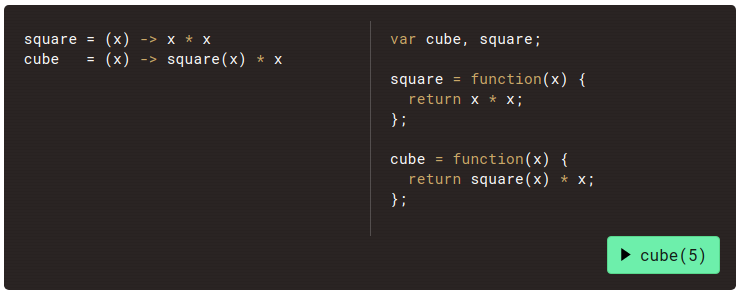 square = (x) -> x * x
cube   = (x) -> square(x) * x
var cube, square;
square = function(x) {
  return x * x;
};
cube = function(x) {
  return square(x) * x;
};
cube(5)